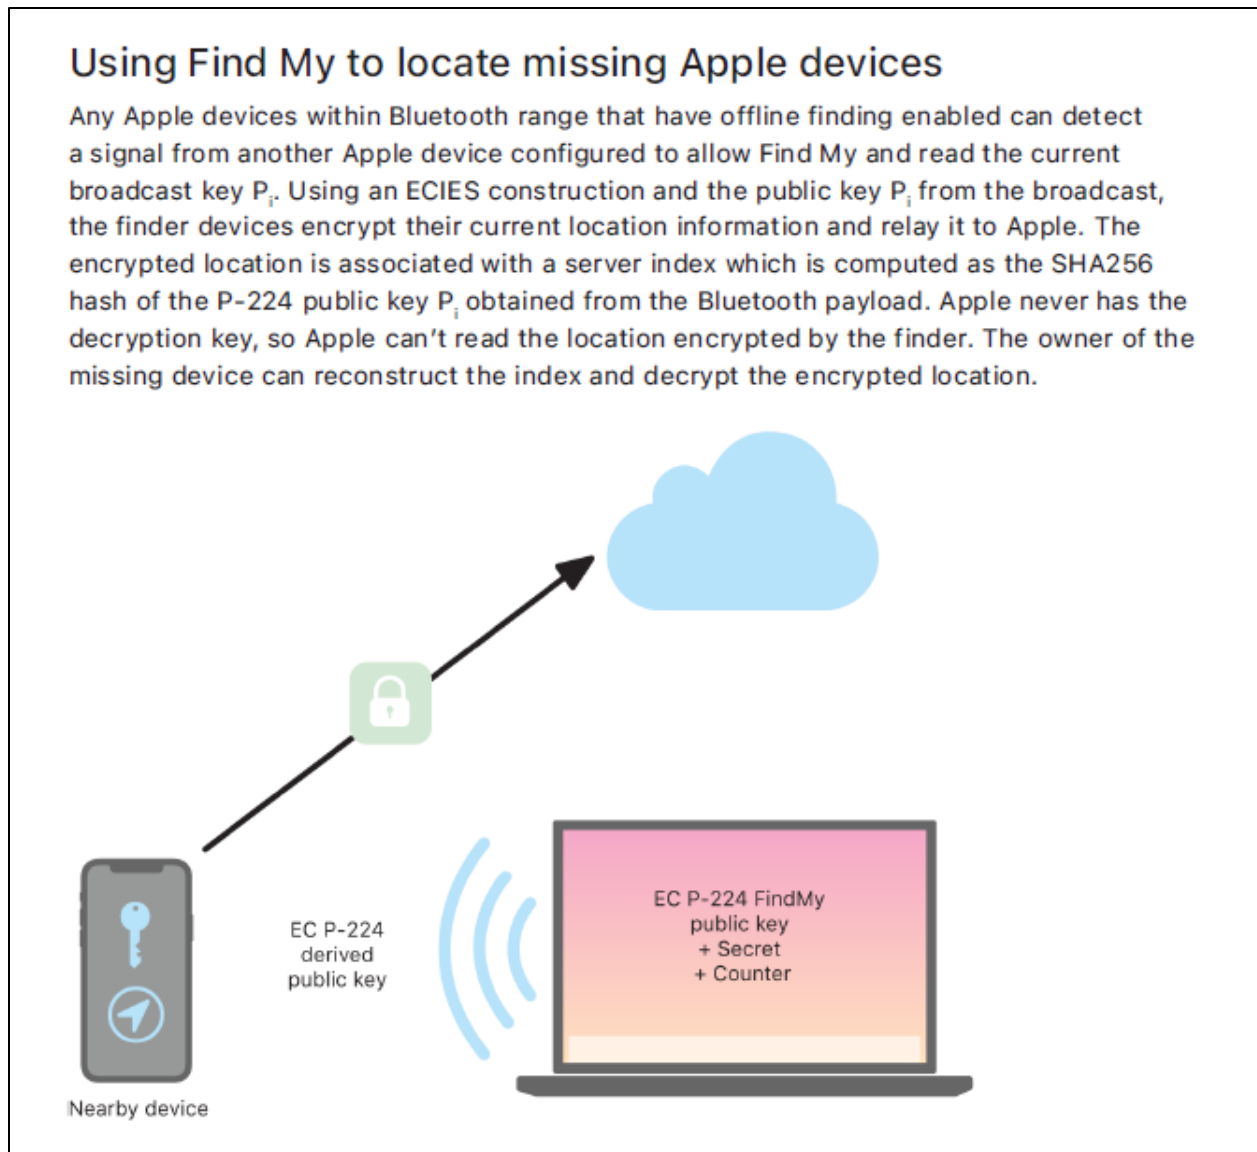 Using Find My to locate missing Apple devices
Any Apple devices within Bluetooth range that have offline finding enabled can detect
a signal from another Apple device configured to allow Find My and read the current
broadcast key Pᵢ. Using an ECIES construction and the public key Pᵢ from the broadcast,
the finder devices encrypt their current location information and relay it to Apple. The
encrypted location is associated with a server index which is computed as the SHA256
hash of the P-224 public key Pᵢ obtained from the Bluetooth payload. Apple never has the
decryption key, so Apple can’t read the location encrypted by the finder. The owner of the
missing device can reconstruct the index and decrypt the encrypted location.
EC P-224
derived
public key
EC P-224 FindMy
public key
+ Secret
+ Counter
Nearby device